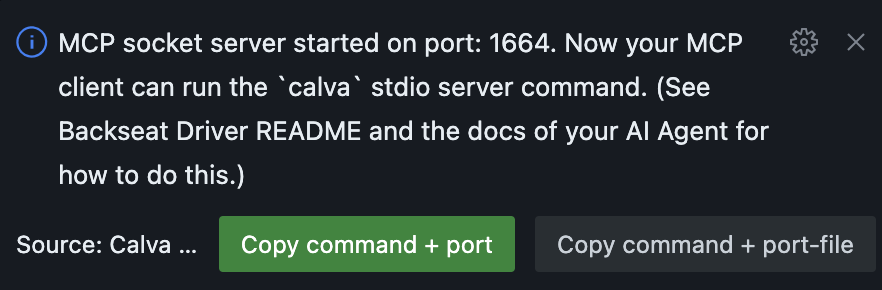 MCP socket server started on port: 1664. Now your MCP
client can run the `calva` stdio server command. (See
Backseat Driver README and the docs of your AI Agent for
how to do this.)
Source: Calva ...
Copy command + port
Copy command + port-file